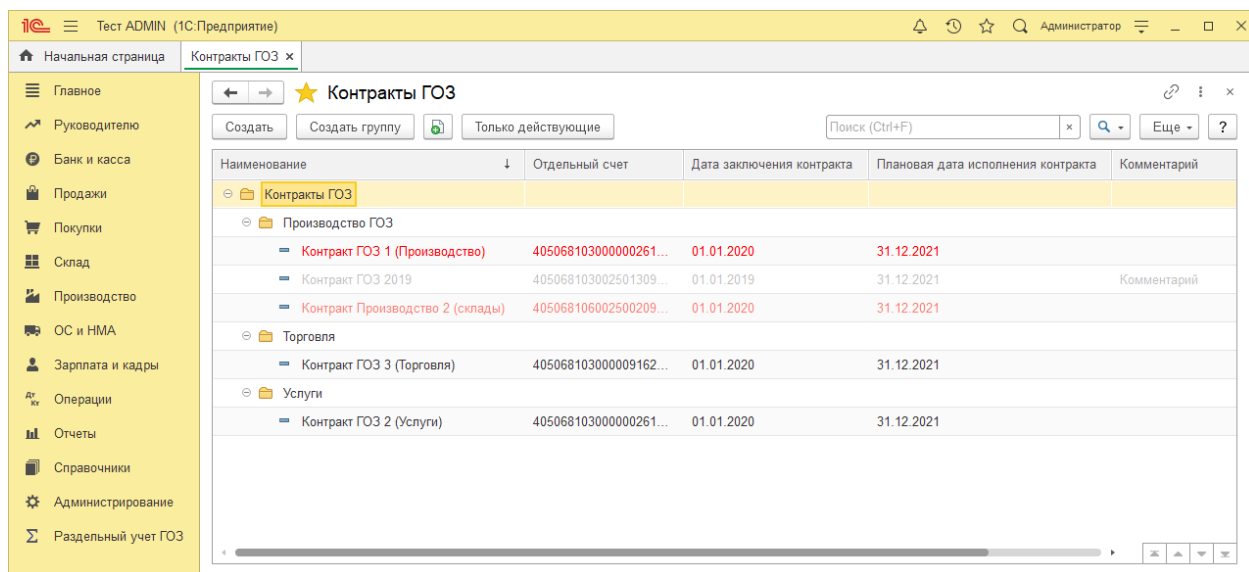 1С Тест ADMIN (1С:Предприятие) Администратор
Начальная страница Контракты ГОЗ ×
Главное
Руководителю
Банк и касса
Продажи
Покупки
Склад
Производство
ОС и НМА
Зарплата и кадры
Дт Кт Операции
Отчеты
Справочники
Администрирование
Раздельный учет ГОЗ
Контракты ГОЗ
Создать Создать группу Только действующие Поиск (Ctrl+F) × Еще ?
Наименование ↓ Отдельный счет Дата заключения контракта Плановая дата исполнения контракта Комментарий
Контракты ГОЗ
Производство ГОЗ
Контракт ГОЗ 1 (Производство) 405068103000000261... 01.01.2020 31.12.2021
Контракт ГОЗ 2019 405068103002501309... 01.01.2019 31.12.2021 Комментарий
Контракт Производство 2 (склады) 405068106002500209... 01.01.2020 31.12.2021
Торговля
Контракт ГОЗ 3 (Торговля) 405068103000009162... 01.01.2020 31.12.2021
Услуги
Контракт ГОЗ 2 (Услуги) 405068103000000261... 01.01.2020 31.12.2021